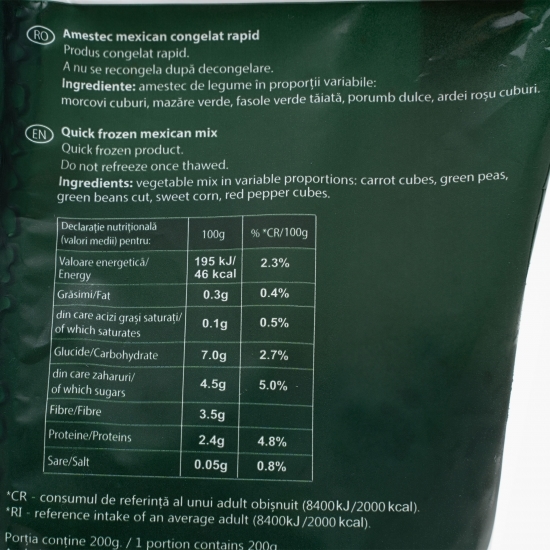 RO Amestec mexican congelat rapid
Produs congelat rapid.
A nu se recongela după decongelare.
Ingrediente: amestec de legume în proporții variabile:
morcovi cuburi, mazăre verde, fasole verde tăiată, porumb dulce, ardei roșu cuburi.
EN Quick frozen mexican mix
Quick frozen product.
Do not refreeze once thawed.
Ingredients: vegetable mix in variable proportions: carrot cubes, green peas,
green beans cut, sweet corn, red pepper cubes.
Declarație nutrițională
(valori medii) pentru: 100g % *CR/100g
Valoare energetică/ 195 kJ/
Energy 46 kcal 2.3%
Grăsimi/Fat 0.3g 0.4%
din care acizi grași saturați/
of which saturates 0.1g 0.5%
Glucide/Carbohydrate 7.0g 2.7%
din care zaharuri/
of which sugars 4.5g 5.0%
Fibre/Fibre 3.5g
Proteine/Proteins 2.4g 4.8%
Sare/Salt 0.05g 0.8%
*CR - consumul de referință al unui adult obișnuit (8400kJ/2000 kcal).
*RI - reference intake of an average adult (8400kJ/2000 kcal).
Porția conține 200g. / 1 portion contains 200g